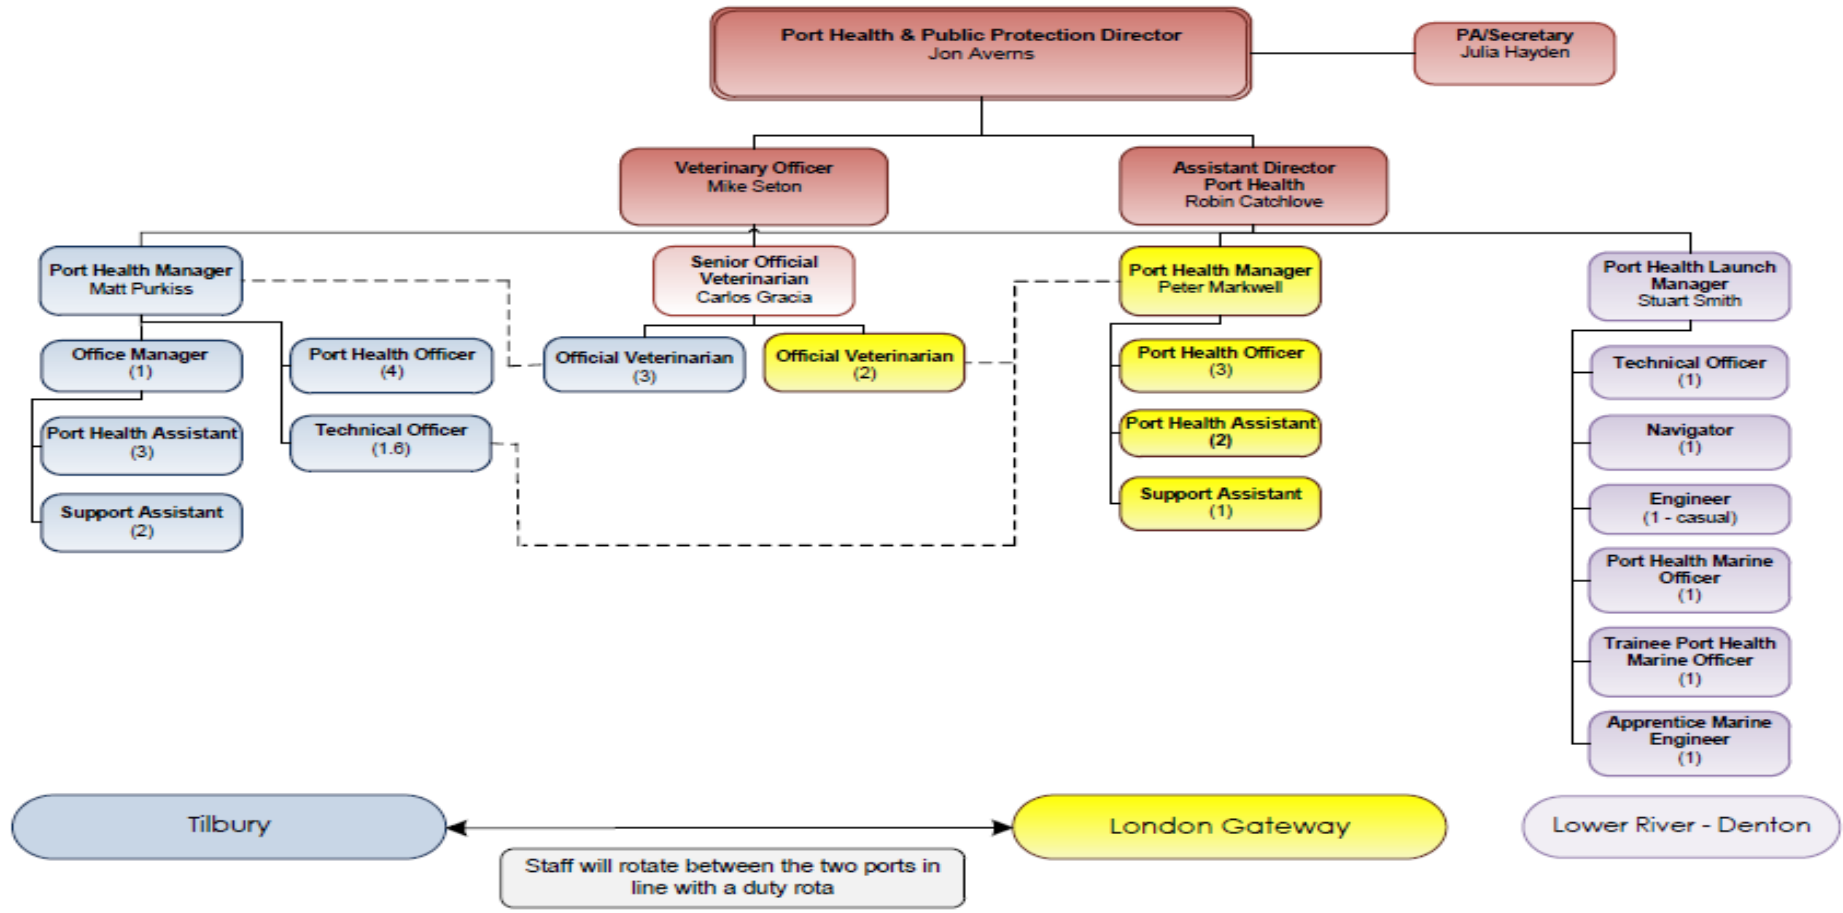 Port Health & Public Protection Director
Jon Averns
PA/Secretary
Julia Hayden
Veterinary Officer
Mike Seton
Assistant Director
Port Health
Robin Catchlove
Port Health Manager
Matt Purkiss
Senior Official
Veterinarian
Carlos Gracia
Port Health Manager
Peter Markwell
Port Health Launch
Manager
Stuart Smith
Office Manager
(1)
Port Health Officer
(4)
Official Veterinarian
(3)
Official Veterinarian
(2)
Port Health Officer
(3)
Technical Officer
(1)
Port Health Assistant
(3)
Technical Officer
(1.6)
Port Health Assistant
(2)
Navigator
(1)
Support Assistant
(2)
Support Assistant
(1)
Engineer
(1 - casual)
Port Health Marine
Officer
(1)
Trainee Port Health
Marine Officer
(1)
Apprentice Marine
Engineer
(1)
Tilbury
London Gateway
Lower River - Denton
Staff will rotate between the two ports in
line with a duty rota